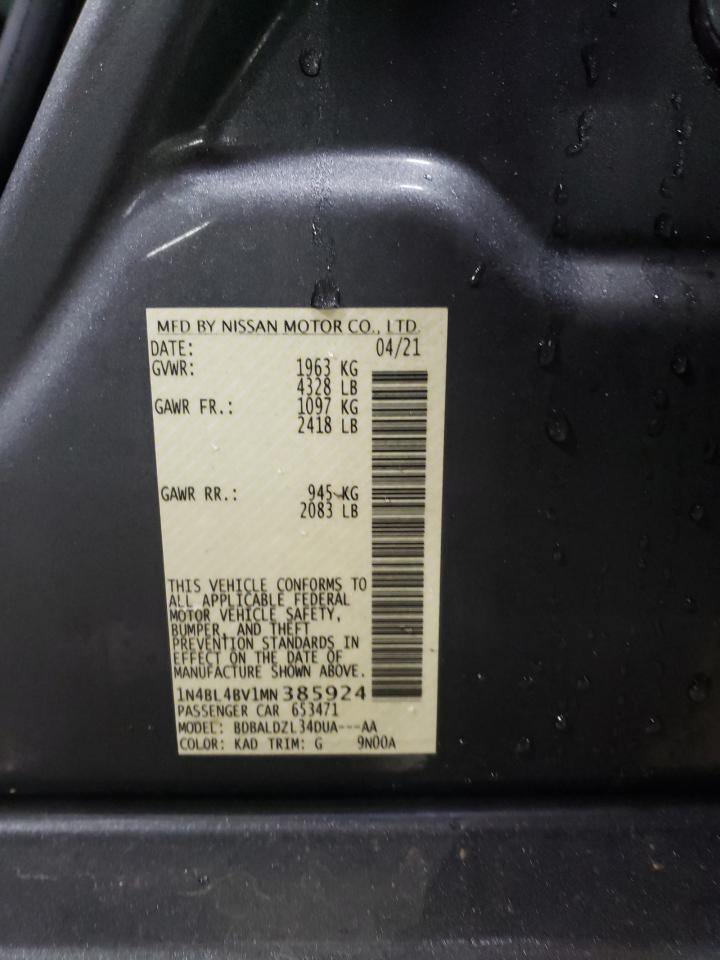 MFD BY NISSAN MOTOR CO., LTD.
DATE: 04/21
GVWR: 1963 KG
4328 LB
GAWR FR.: 1097 KG
2418 LB
GAWR RR.: 945 KG
2083 LB
THIS VEHICLE CONFORMS TO
ALL APPLICABLE FEDERAL
MOTOR VEHICLE SAFETY,
BUMPER, AND THEFT
PREVENTION STANDARDS IN
EFFECT ON THE DATE OF
MANUFACTURE SHOWN ABOVE.
1N4BL4BV1MN385924
PASSENGER CAR 653471
MODEL: BDBALDZL34DUA---AA
COLOR: KAD TRIM: G 9N00A